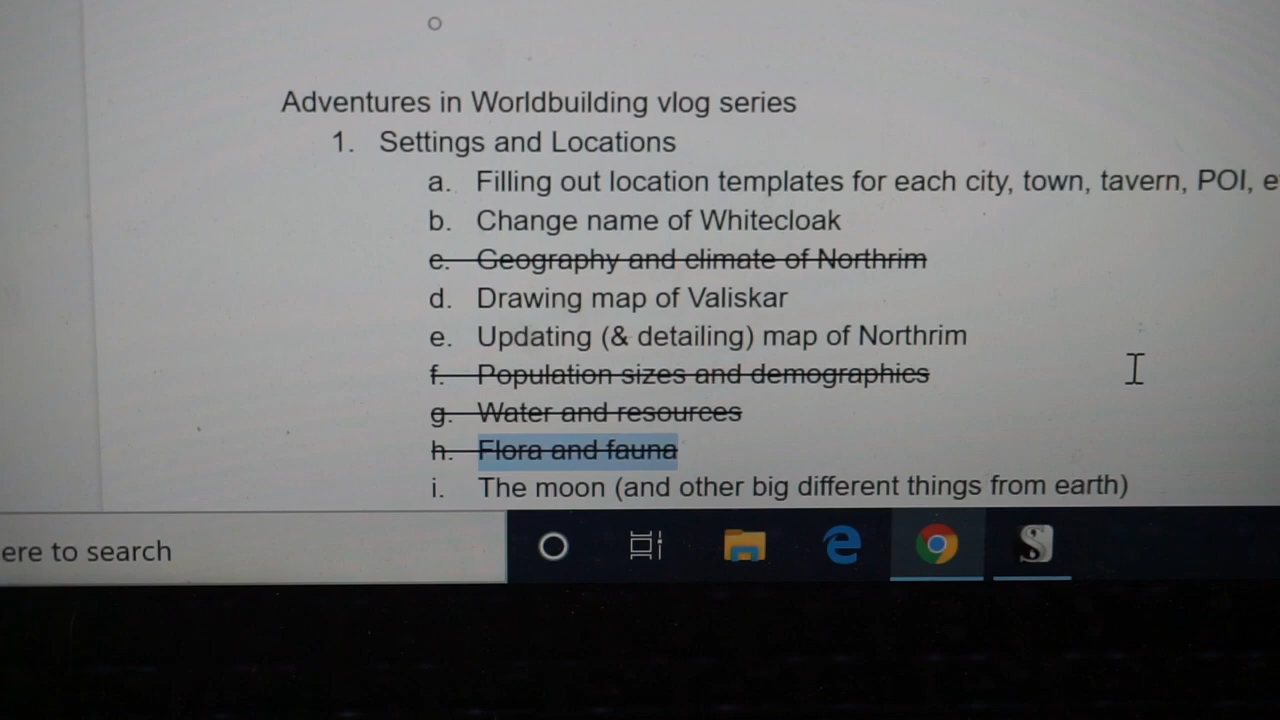 Adventures in Worldbuilding vlog series
1. Settings and Locations
a. Filling out location templates for each city, town, tavern, POI, e
b. Change name of Whitecloak
c. Geography and climate of Northrim
d. Drawing map of Valiskar
e. Updating (& detailing) map of Northrim
f. Population sizes and demographics
g. Water and resources
h. Flora and fauna
i. The moon (and other big different things from earth)
ere to search